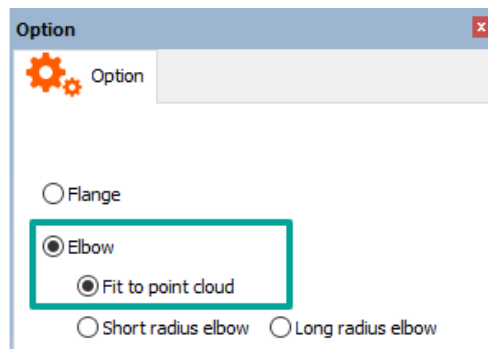 Option
x
Option
Flange
Elbow
Fit to point cloud
Short radius elbow Long radius elbow